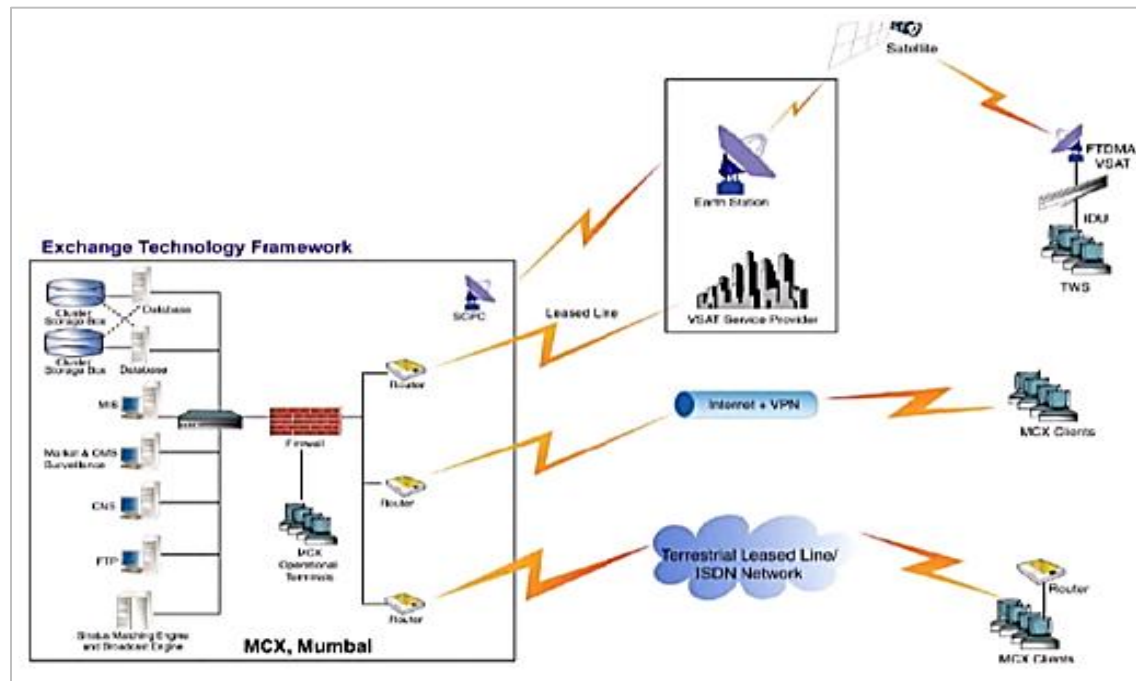 Satellite
FTDMA
VSAT
IDU
TWS
Earth Station
VSAT Service Provider
Exchange Technology Framework
SCPC
Leased Line
Cluster
Storage Box
Database
Cluster
Storage Box
Database
MIS
Market & CMS
Surveillance
CNS
FTP
Stratus Matching Engine
and Broadcast Engine
Firewall
MCX
Operational
Terminals
Router
Router
Router
MCX, Mumbai
Internet + VPN
MCX Clients
Terrestrial Leased Line/
ISDN Network
Router
MCX Clients